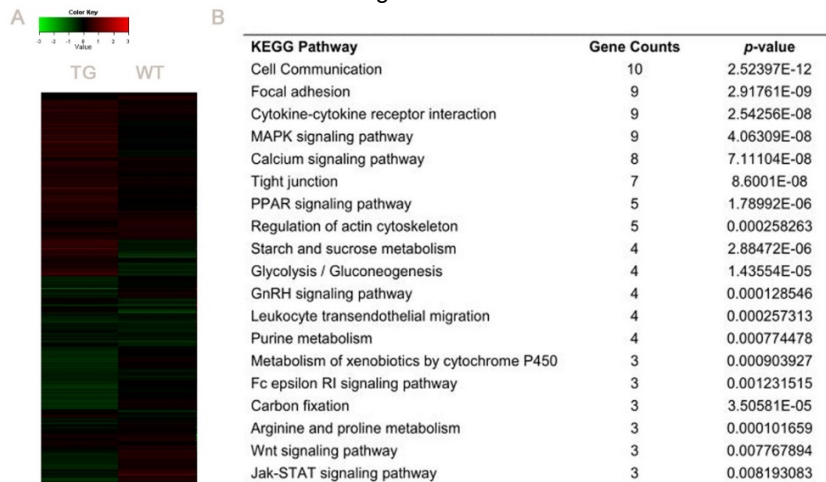 A
B
Color Key
-3 -2 -1 0 1 2 3
Value
TG WT
KEGG Pathway Gene Counts p-value
Cell Communication 10 2.52397E-12
Focal adhesion 9 2.91761E-09
Cytokine-cytokine receptor interaction 9 2.54256E-08
MAPK signaling pathway 9 4.06309E-08
Calcium signaling pathway 8 7.11104E-08
Tight junction 7 8.6001E-08
PPAR signaling pathway 5 1.78992E-06
Regulation of actin cytoskeleton 5 0.000258263
Starch and sucrose metabolism 4 2.88472E-06
Glycolysis / Gluconeogenesis 4 1.43554E-05
GnRH signaling pathway 4 0.000128546
Leukocyte transendothelial migration 4 0.000257313
Purine metabolism 4 0.000774478
Metabolism of xenobiotics by cytochrome P450 3 0.000903927
Fc epsilon RI signaling pathway 3 0.001231515
Carbon fixation 3 3.50581E-05
Arginine and proline metabolism 3 0.000101659
Wnt signaling pathway 3 0.007767894
Jak-STAT signaling pathway 3 0.008193083